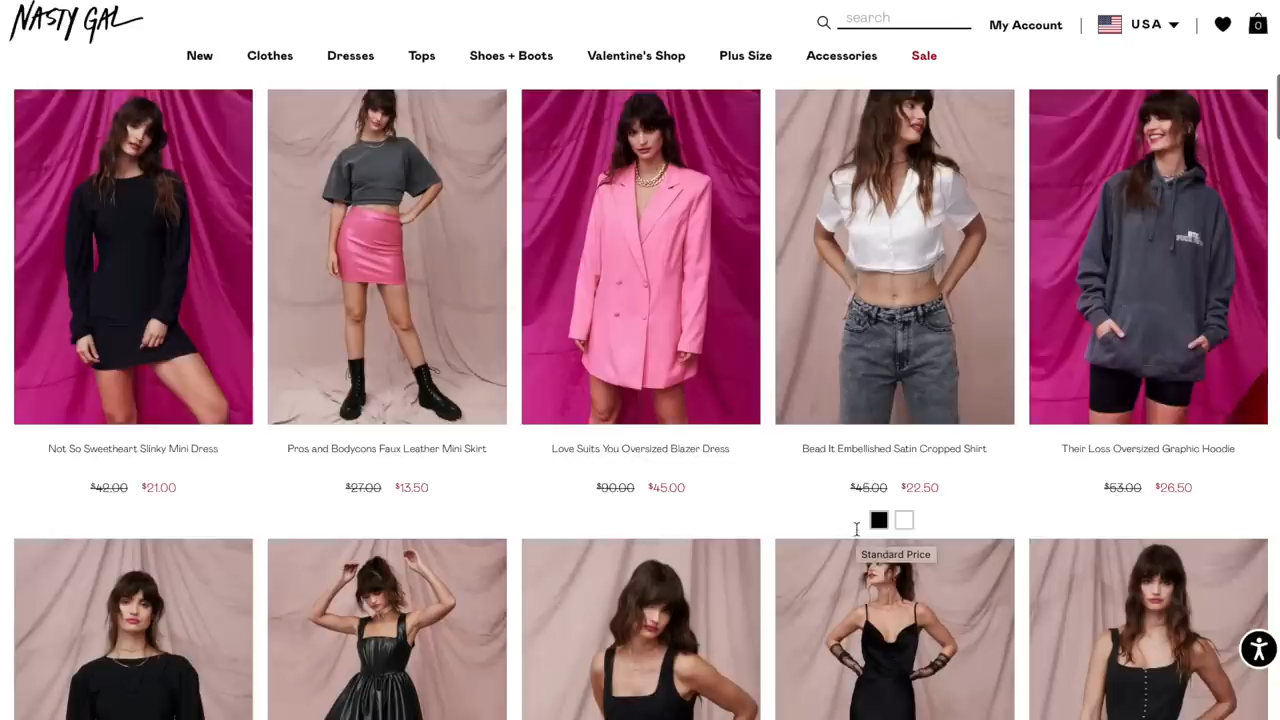 NASTY GAL
search
My Account
USA
0
New Clothes Dresses Tops Shoes + Boots Valentine's Shop Plus Size Accessories Sale
Not So Sweetheart Slinky Mini Dress
$42.00 $21.00
Pros and Bodycons Faux Leather Mini Skirt
$27.00 $13.50
Love Suits You Oversized Blazer Dress
$90.00 $45.00
Bead It Embellished Satin Cropped Shirt
$45.00 $22.50
Standard Price
Their Loss Oversized Graphic Hoodie
$53.00 $26.50